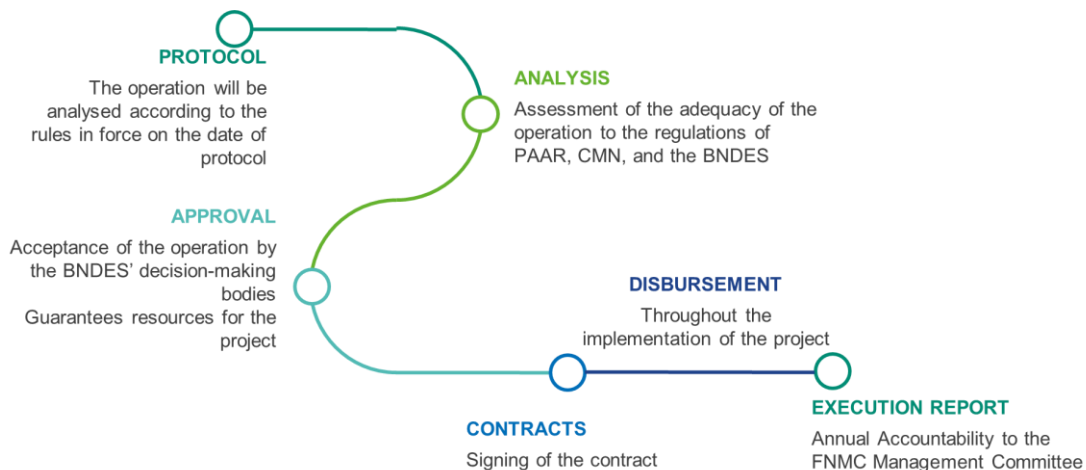 PROTOCOL
The operation will be
analysed according to the
rules in force on the date of
protocol
ANALYSIS
Assessment of the adequacy of the
operation to the regulations of
PAAR, CMN, and the BNDES
APPROVAL
Acceptance of the operation by
the BNDES’ decision-making
bodies
Guarantees resources for the
project
DISBURSEMENT
Throughout the
implementation of the project
CONTRACTS
Signing of the contract
EXECUTION REPORT
Annual Accountability to the
FNMC Management Committee